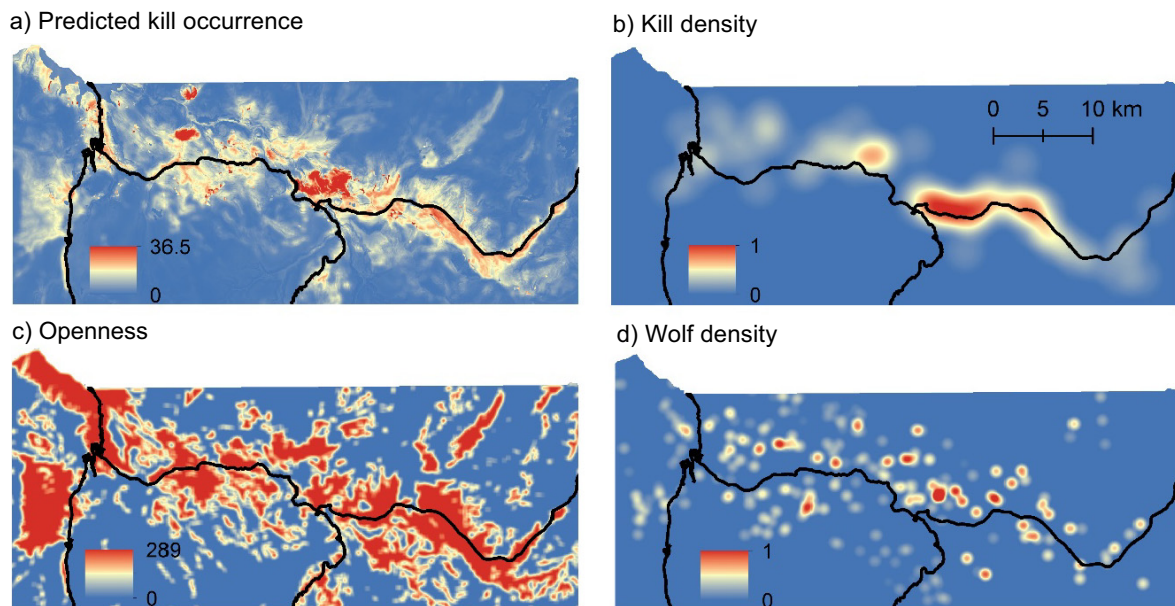 a) Predicted kill occurrence
36.5
0
b) Kill density
0 5 10 km
1
0
c) Openness
289
0
d) Wolf density
1
0